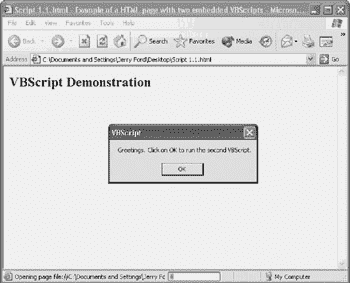 Script 1.1.html - Example of a HTML page with two embedded VBScripts - Microsof...
File Edit View Favorites Tools Help
Back Search Favorites Media
Address C:\Documents and Settings\Jerry Ford\Desktop\Script 1.1.html Go
VBScript Demonstration
VBScript
Greetings. Click on OK to run the second VBScript.
OK
Opening page file://C:\Documents and Settings\Jerry Fo My Computer